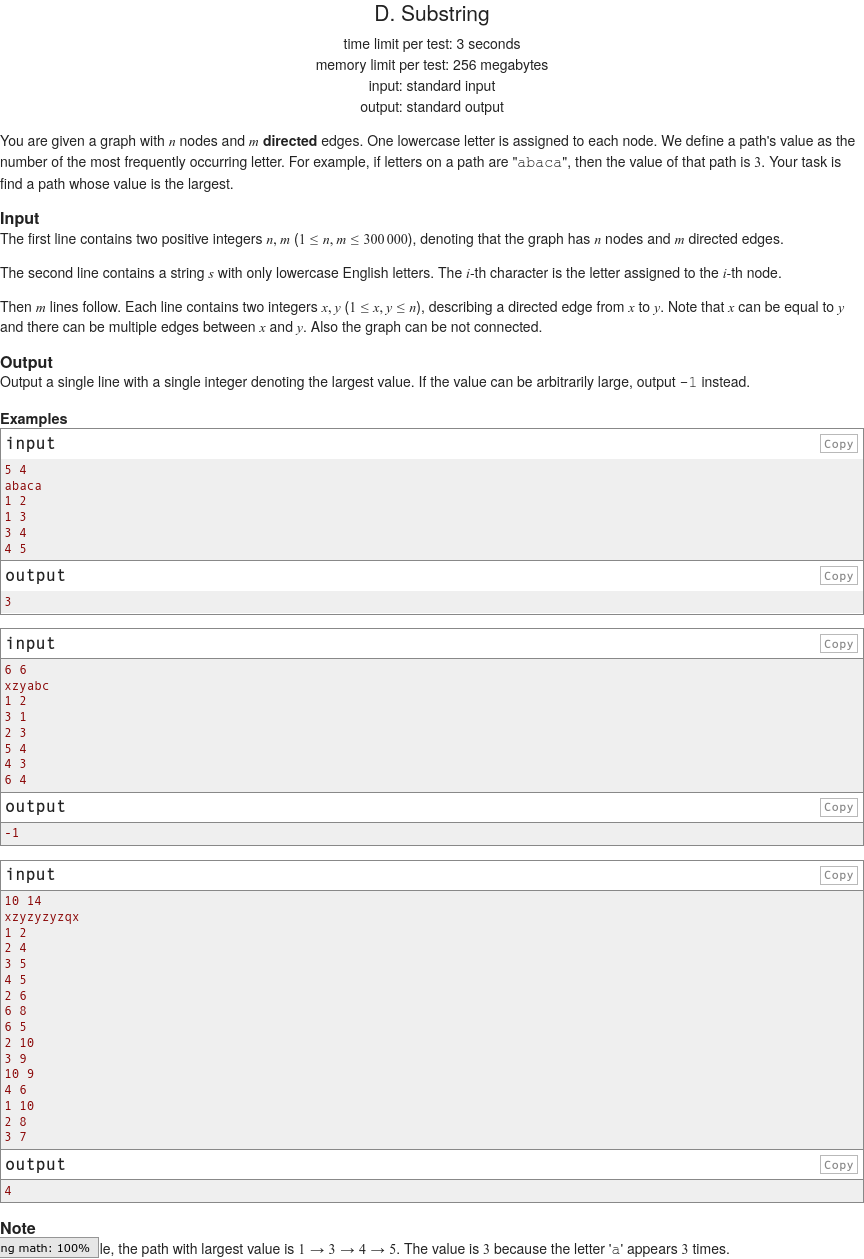 D. Substring
time limit per test: 3 seconds
memory limit per test: 256 megabytes
input: standard input
output: standard output
You are given a graph with n nodes and m directed edges. One lowercase letter is assigned to each node. We define a path's value as the
number of the most frequently occurring letter. For example, if letters on a path are "abaca", then the value of that path is 3. Your task is
find a path whose value is the largest.
Input
The first line contains two positive integers n, m (1 ≤ n, m ≤ 300 000), denoting that the graph has n nodes and m directed edges.
The second line contains a string s with only lowercase English letters. The i-th character is the letter assigned to the i-th node.
Then m lines follow. Each line contains two integers x, y (1 ≤ x, y ≤ n), describing a directed edge from x to y. Note that x can be equal to y
and there can be multiple edges between x and y. Also the graph can be not connected.
Output
Output a single line with a single integer denoting the largest value. If the value can be arbitrarily large, output -1 instead.
Examples
input Copy
5 4
abaca
1 2
1 3
3 4
4 5
output Copy
3
input Copy
6 6
xzyabc
1 2
3 1
2 3
5 4
4 3
6 4
output Copy
-1
input Copy
10 14
xzyzyzyzqx
1 2
2 4
3 5
4 5
2 6
6 8
6 5
2 10
3 9
10 9
4 6
1 10
2 8
3 7
output Copy
4
Note
ng math: 100% le, the path with largest value is 1 → 3 → 4 → 5. The value is 3 because the letter 'a' appears 3 times.